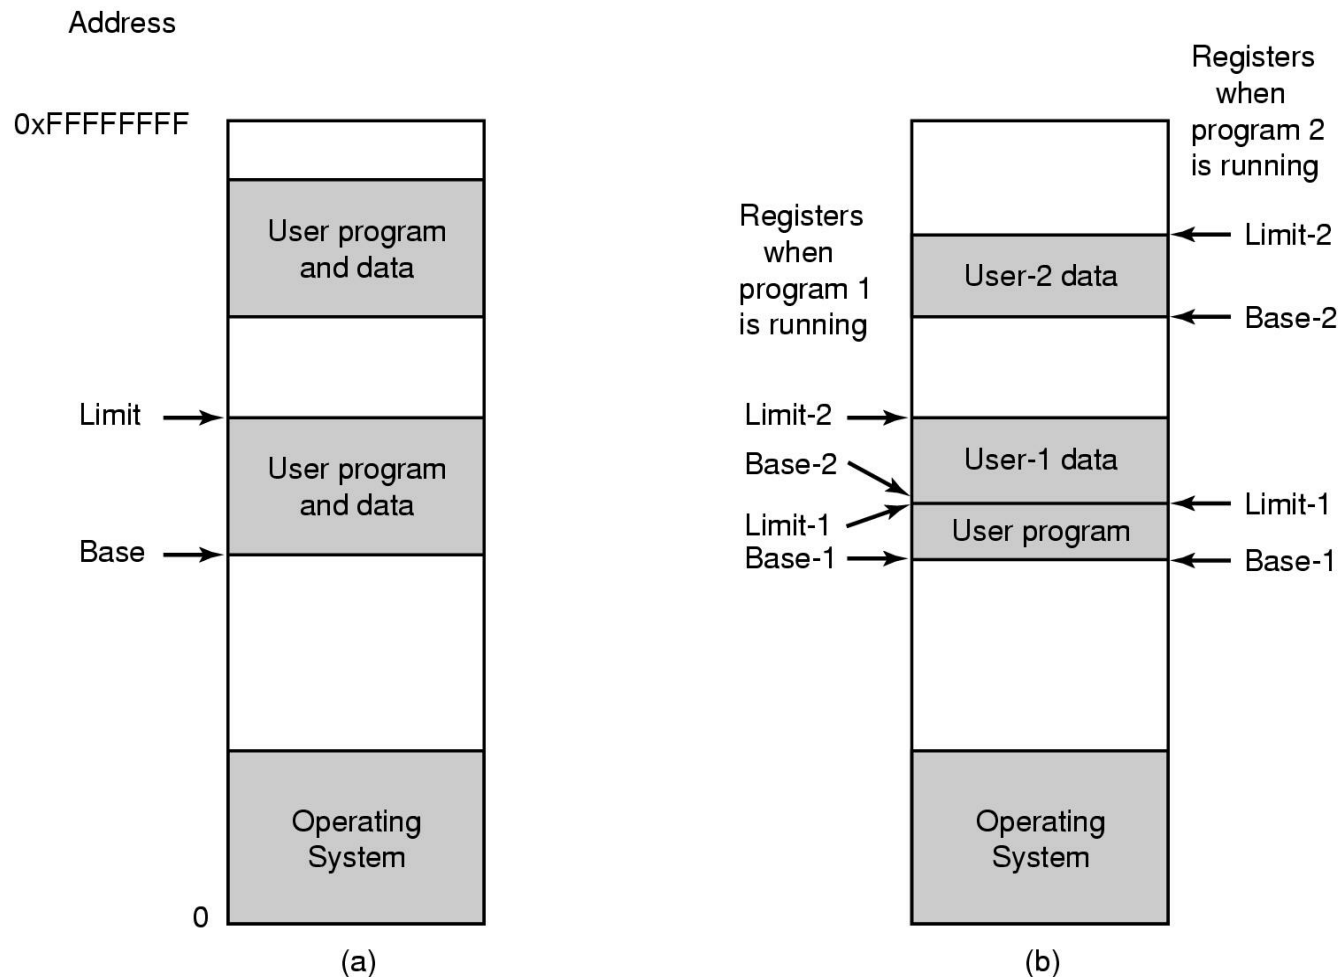 Address
0xFFFFFFFF
User program
and data
Limit
User program
and data
Base
Operating
System
0
(a)
Registers
when
program 1
is running
Limit-2
Base-2
Limit-1
Base-1
User-2 data
User-1 data
User program
Operating
System
(b)
Registers
when
program 2
is running
Limit-2
Base-2
Limit-1
Base-1